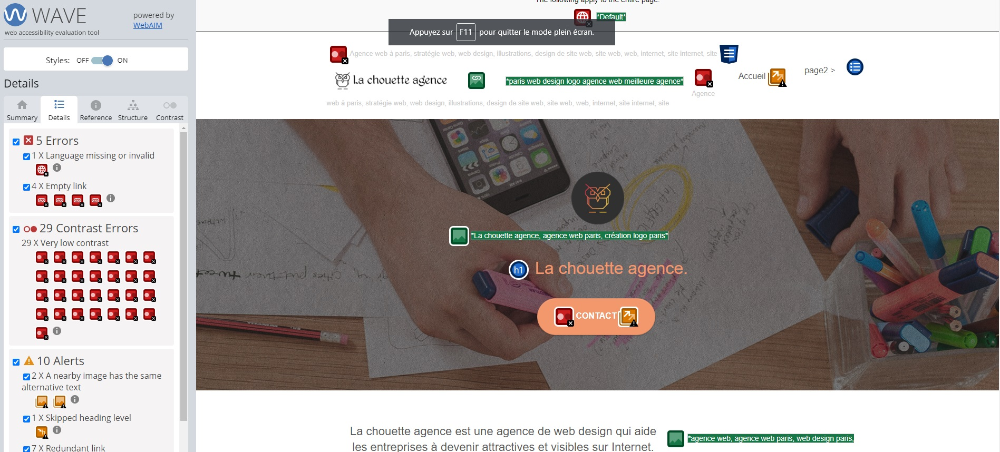 WAVE
powered by
WebAIM
web accessibility evaluation tool
Styles: OFF ON
Details
Summary Details Reference Structure Contrast
5 Errors
1 X Language missing or invalid
4 X Empty link
29 Contrast Errors
29 X Very low contrast
10 Alerts
2 X A nearby image has the same
alternative text
1 X Skipped heading level
7 X Redundant link
The following apply to the entire page:
*Default*
Appuyez sur F11 pour quitter le mode plein écran.
Agence web à paris, stratégie web, web design, illustrations, design de site web, site web, web, internet, site internet, site
La chouette agence
*paris web design logo agence web meilleure agence*
Agence
Accueil
page2 >
web à paris, stratégie web, web design, illustrations, design de site web, site web, web, internet, site internet, site
*La chouette agence, agence web paris, création logo paris*
h1 La chouette agence.
CONTACT
La chouette agence est une agence de web design qui aide
les entreprises à devenir attractives et visibles sur Internet.
*agence web, agence web paris, web design paris,